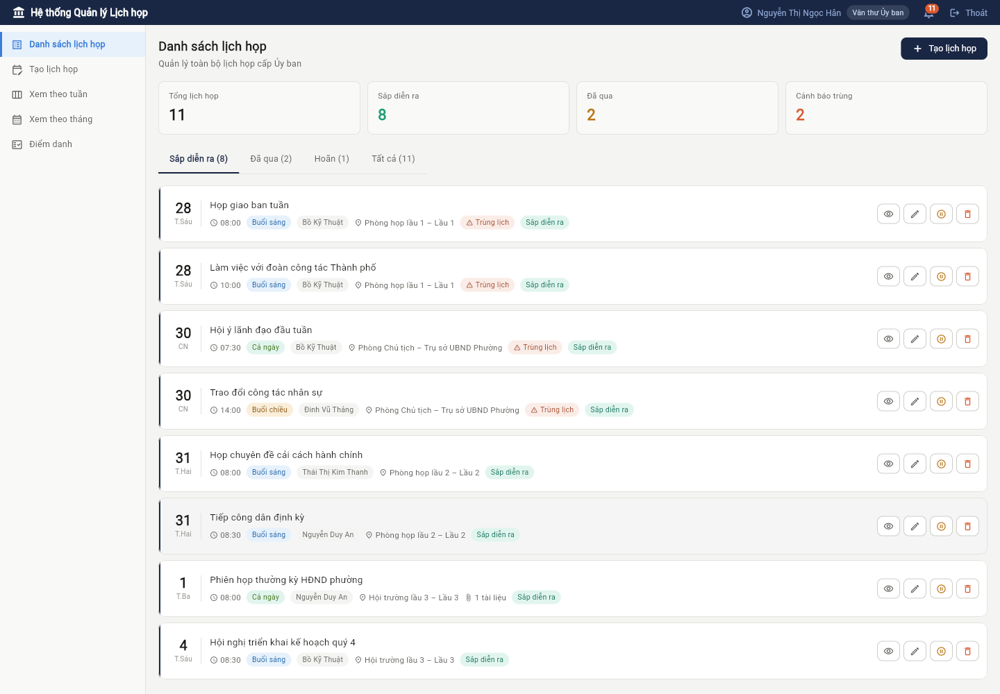 Hệ thống Quản lý Lịch họp
Nguyễn Thị Ngọc Hân Văn thư Ủy ban 11 Thoát
Danh sách lịch họp
Tạo lịch họp
Xem theo tuần
Xem theo tháng
Điểm danh
Danh sách lịch họp
Quản lý toàn bộ lịch họp cấp Ủy ban
Tạo lịch họp
Tổng lịch họp
11
Sắp diễn ra
8
Đã qua
2
Cảnh báo trùng
2
Sắp diễn ra (8) Đã qua (2) Hoãn (1) Tất cả (11)
28
T.Sáu
Họp giao ban tuần
08:00 Buổi sáng Bồ Kỹ Thuật Phòng họp lầu 1 – Lầu 1 Trùng lịch Sắp diễn ra
28
T.Sáu
Làm việc với đoàn công tác Thành phố
10:00 Buổi sáng Bồ Kỹ Thuật Phòng họp lầu 1 – Lầu 1 Trùng lịch Sắp diễn ra
30
CN
Hội ý lãnh đạo đầu tuần
07:30 Cả ngày Bồ Kỹ Thuật Phòng Chủ tịch – Trụ sở UBND Phường Trùng lịch Sắp diễn ra
30
CN
Trao đổi công tác nhân sự
14:00 Buổi chiều Đinh Vũ Thắng Phòng Chủ tịch – Trụ sở UBND Phường Trùng lịch Sắp diễn ra
31
T.Hai
Họp chuyên đề cải cách hành chính
08:00 Buổi sáng Thái Thị Kim Thanh Phòng họp lầu 2 – Lầu 2 Sắp diễn ra
31
T.Hai
Tiếp công dân định kỳ
08:30 Buổi sáng Nguyễn Duy An Phòng họp lầu 2 – Lầu 2 Sắp diễn ra
1
T.Ba
Phiên họp thường kỳ HĐND phường
08:00 Cả ngày Nguyễn Duy An Hội trường lầu 3 – Lầu 3 1 tài liệu Sắp diễn ra
4
T.Sáu
Hội nghị triển khai kế hoạch quý 4
08:30 Buổi sáng Bồ Kỹ Thuật Hội trường lầu 3 – Lầu 3 Sắp diễn ra